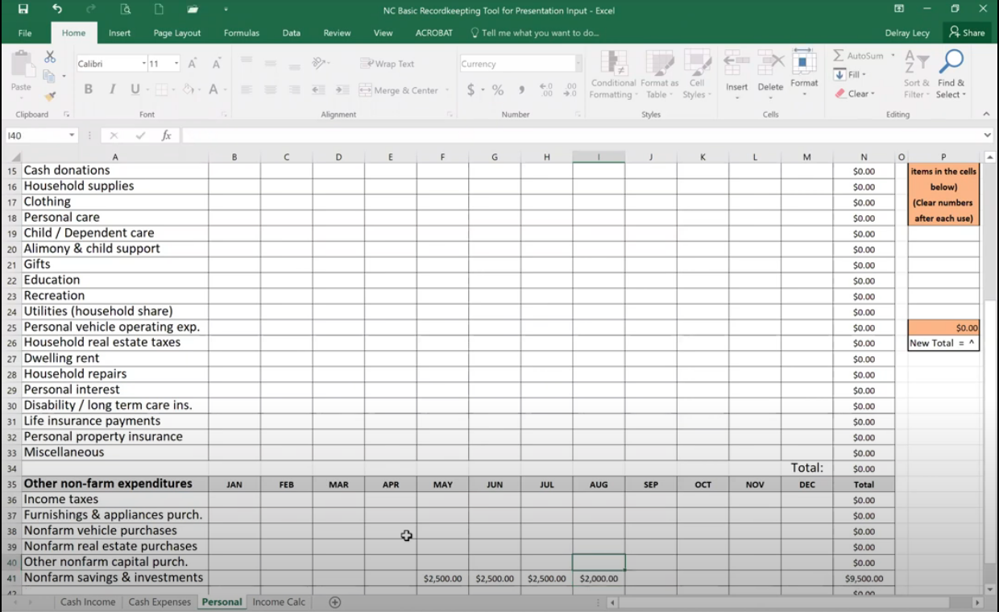 NC Basic Recordkeepting Tool for Presentation Input - Excel
File Home Insert Page Layout Formulas Data Review View ACROBAT Tell me what you want to do... Delray Lecy Share
Calibri 11 Wrap Text Currency AutoSum
Paste B I U A Merge & Center $ % Conditional Formatting Format as Table Cell Styles Insert Delete Format Fill Clear Sort & Filter Find & Select
Clipboard Font Alignment Number Styles Cells Editing
I40 fx
A B C D E F G H I J K L M N O P
15 Cash donations $0.00 items in the cells
16 Household supplies $0.00 below)
17 Clothing $0.00 (Clear numbers
18 Personal care $0.00 after each use)
19 Child / Dependent care $0.00
20 Alimony & child support $0.00
21 Gifts $0.00
22 Education $0.00
23 Recreation $0.00
24 Utilities (household share) $0.00
25 Personal vehicle operating exp. $0.00 $0.00
26 Household real estate taxes $0.00 New Total = ^
27 Dwelling rent $0.00
28 Household repairs $0.00
29 Personal interest $0.00
30 Disability / long term care ins. $0.00
31 Life insurance payments $0.00
32 Personal property insurance $0.00
33 Miscellaneous $0.00
34 Total: $0.00
35 Other non-farm expenditures JAN FEB MAR APR MAY JUN JUL AUG SEP OCT NOV DEC Total
36 Income taxes $0.00
37 Furnishings & appliances purch. $0.00
38 Nonfarm vehicle purchases $0.00
39 Nonfarm real estate purchases $0.00
40 Other nonfarm capital purch. $0.00
41 Nonfarm savings & investments $2,500.00 $2,500.00 $2,500.00 $2,000.00 $9,500.00
Cash Income Cash Expenses Personal Income Calc